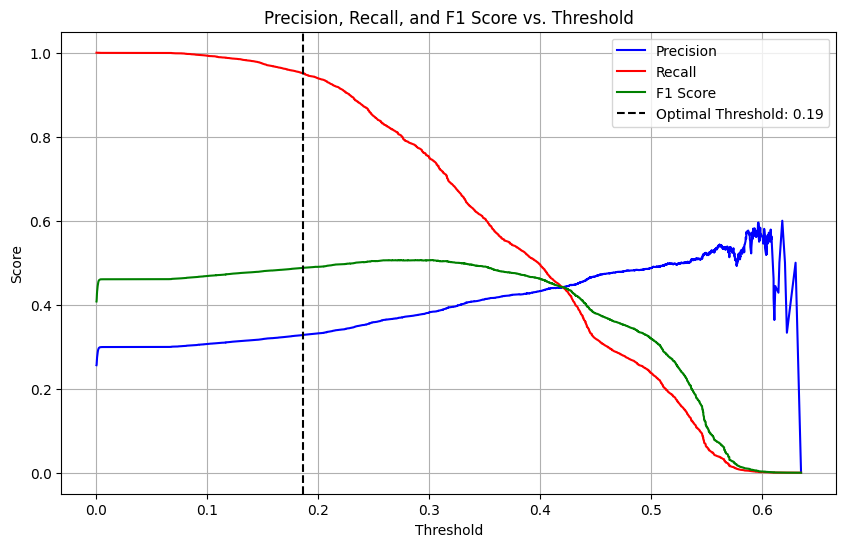 Precision, Recall, and F1 Score vs. Threshold
1.0
0.8
0.6
0.4
0.2
0.0
Score
Precision
Recall
F1 Score
Optimal Threshold: 0.19
0.0 0.1 0.2 0.3 0.4 0.5 0.6
Threshold